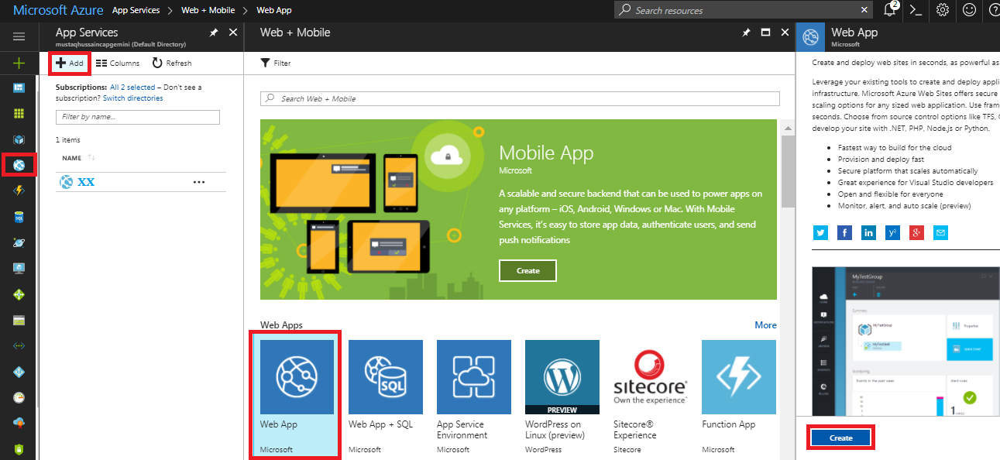 Microsoft Azure App Services > Web + Mobile > Web App
Search resources
2
App Services
mustaqhussaincapgemini (Default Directory)
Add Columns Refresh
Subscriptions: All 2 selected – Don't see a
subscription? Switch directories
Filter by name...
1 items
NAME
XX
Web + Mobile
Filter
Search Web + Mobile
Mobile App
Microsoft
A scalable and secure backend that can be used to power apps on
any platform – iOS, Android, Windows or Mac. With Mobile
Services, it's easy to store app data, authenticate users, and send
push notifications
Create
Web Apps More
SQL
PREVIEW
sitecore
Own the experience
Web App
Microsoft
Web App + SQL
Microsoft
App Service
Environment
Microsoft
WordPress on
Linux (preview)
WordPress
Sitecore®
Experience
Sitecore
Function App
Microsoft
Web App
Microsoft
Create and deploy web sites in seconds, as powerful as
Leverage your existing tools to create and deploy appli
infrastructure. Microsoft Azure Web Sites offers secure
scaling options for any sized web application. Use fram
seconds. Choose from source control options like TFS,
develop your site with .NET, PHP, Node.js or Python.
Fastest way to build for the cloud
Provision and deploy fast
Secure platform that scales automatically
Great experience for Visual Studio developers
Open and flexible for everyone
Monitor, alert, and auto scale (preview)
MyTestGroup
Summary
MyTestGroup
Properties
QUICK START
Monitoring
Events in the past week
Alert rules
1
Create